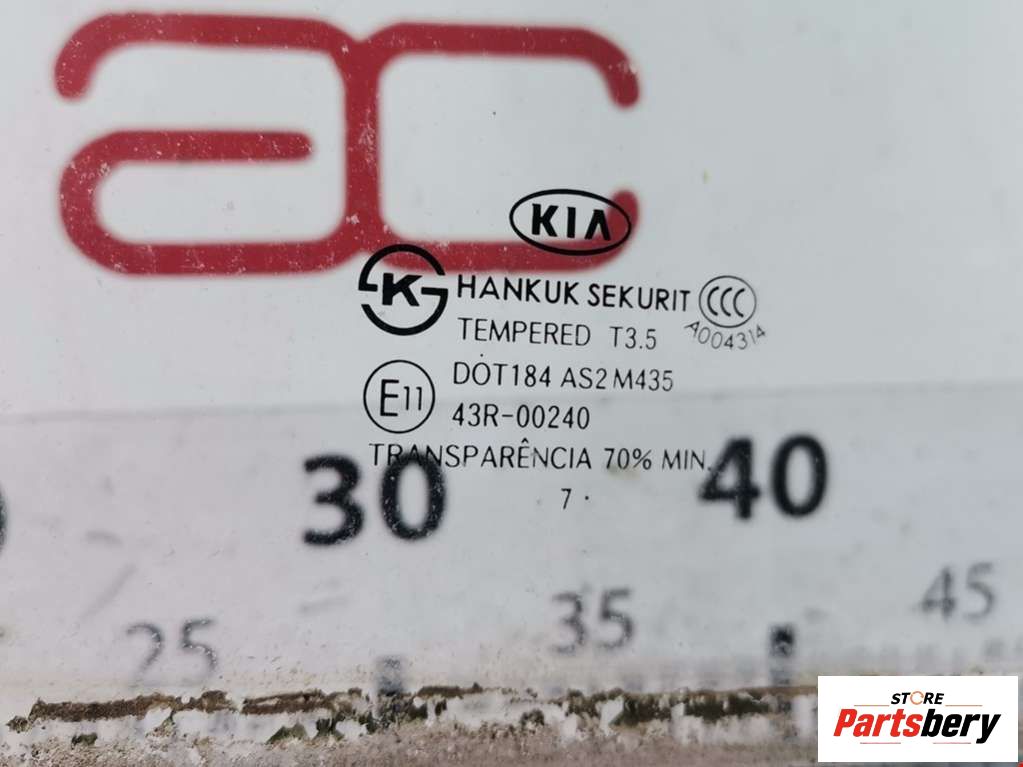 ac
KIA
K HANKUK SEKURIT CCC
TEMPERED T3.5 A004314
DOT184 AS2 M435
E11 43R-00240
TRANSPARÊNCIA 70% MIN.
7 ·
30 40
25 35 45
STORE
Partsbery